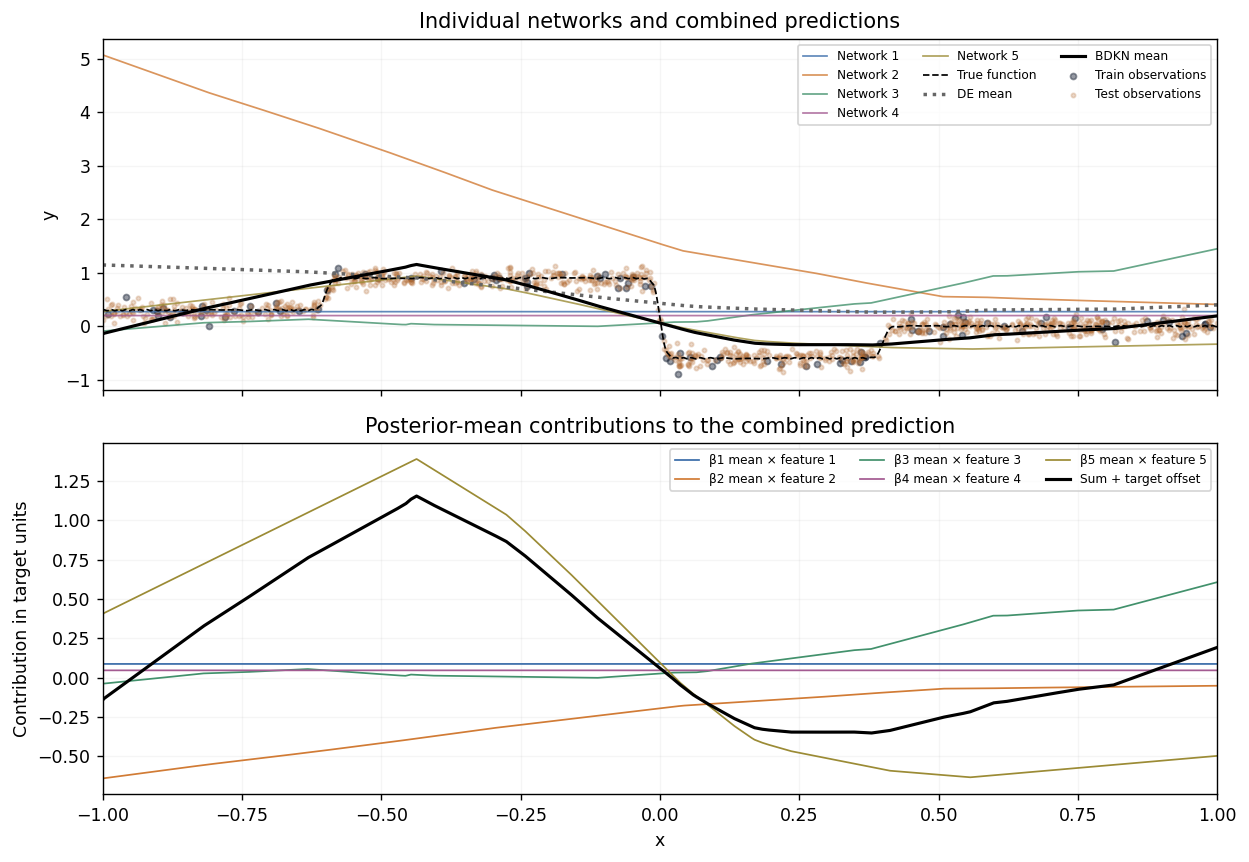 Individual networks and combined predictions
Network 1
Network 2
Network 3
Network 4
Network 5
True function
DE mean
BDKN mean
Train observations
Test observations
5
4
3
2
1
0
−1
y
Posterior-mean contributions to the combined prediction
β1 mean × feature 1
β2 mean × feature 2
β3 mean × feature 3
β4 mean × feature 4
β5 mean × feature 5
Sum + target offset
1.25
1.00
0.75
0.50
0.25
0.00
−0.25
−0.50
Contribution in target units
−1.00 −0.75 −0.50 −0.25 0.00 0.25 0.50 0.75 1.00
x